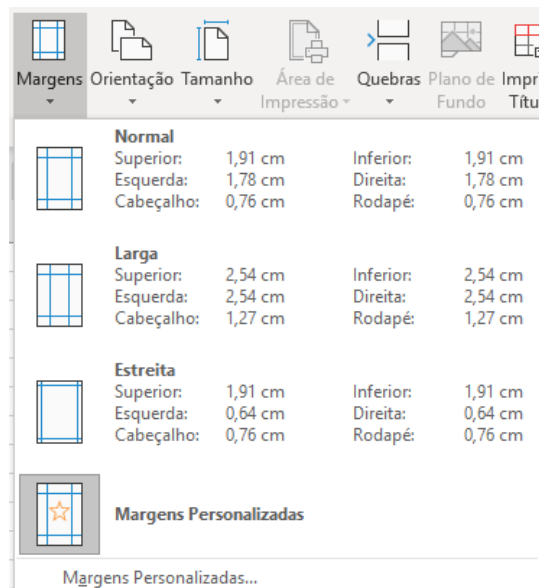 Margens Orientação Tamanho Área de Impressão Quebras Plano de Fundo
Normal
Superior: 1,91 cm Inferior: 1,91 cm
Esquerda: 1,78 cm Direita: 1,78 cm
Cabeçalho: 0,76 cm Rodapé: 0,76 cm
Larga
Superior: 2,54 cm Inferior: 2,54 cm
Esquerda: 2,54 cm Direita: 2,54 cm
Cabeçalho: 1,27 cm Rodapé: 1,27 cm
Estreita
Superior: 1,91 cm Inferior: 1,91 cm
Esquerda: 0,64 cm Direita: 0,64 cm
Cabeçalho: 0,76 cm Rodapé: 0,76 cm
Margens Personalizadas
Margens Personalizadas...